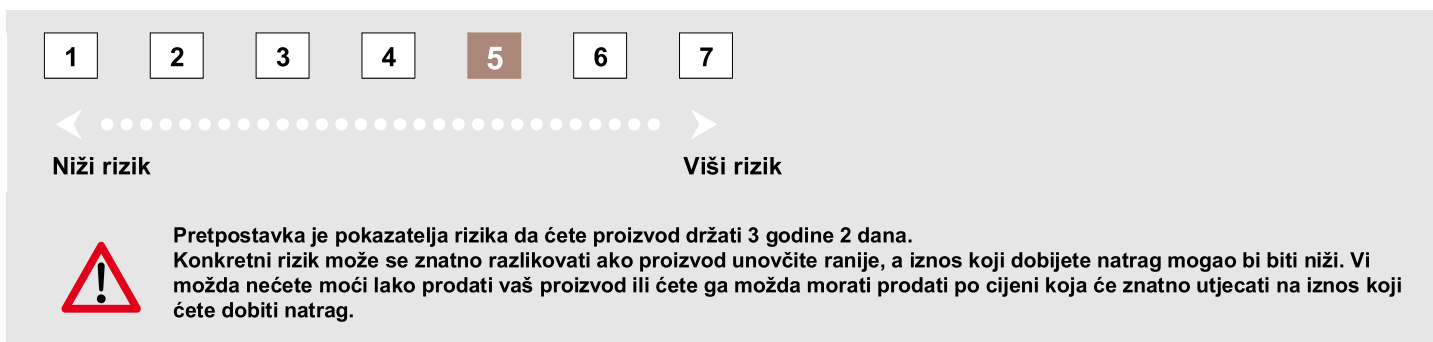 1 2 3 4 5 6 7
Niži rizik Viši rizik
Pretpostavka je pokazatelja rizika da ćete proizvod držati 3 godine 2 dana.
Konkretni rizik može se znatno razlikovati ako proizvod unovčite ranije, a iznos koji dobijete natrag mogao bi biti niži. Vi
možda nećete moći lako prodati vaš proizvod ili ćete ga možda morati prodati po cijeni koja će znatno utjecati na iznos koji
ćete dobiti natrag.